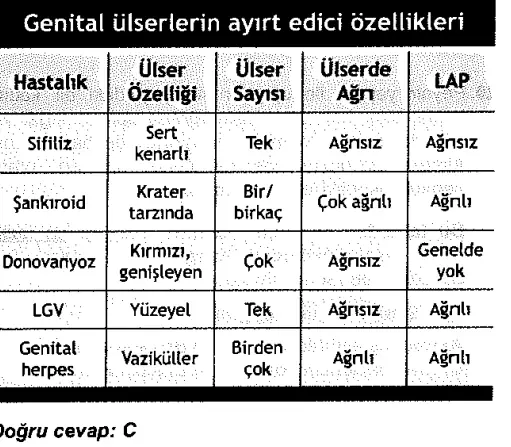 Genital ülserlerin ayırt edici özellikleri
Hastalık | Ülser Özelliği | Ülser Sayısı | Ülserde Ağrı | LAP
Sifiliz | Sert kenarlı | Tek | Ağrısız | Ağrısız
Şankroid | Krater tarzında | Bir/ birkaç | Çok ağrılı | Ağrılı
Donovanyoz | Kırmızı, genişleyen | Çok | Ağrısız | Genelde yok
LGV | Yüzeyel | Tek | Ağrısız | Ağrılı
Genital herpes | Vaziküller | Birden çok | Ağrılı | Ağrılı
Doğru cevap: C